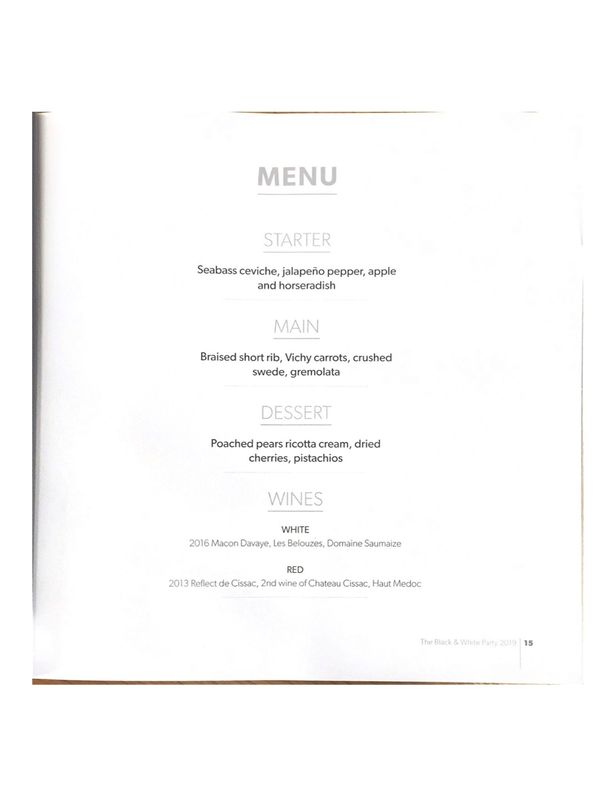 MENU
STARTER
Seabass ceviche, jalapeño pepper, apple
and horseradish
MAIN
Braised short rib, Vichy carrots, crushed
swede, gremolata
DESSERT
Poached pears ricotta cream, dried
cherries, pistachios
WINES
WHITE
2016 Macon Davaye, Les Belouzes, Domaine Saumaize
RED
2013 Reflect de Cissac, 2nd wine of Chateau Cissac, Haut Medoc
The Black & White Party 2019 15